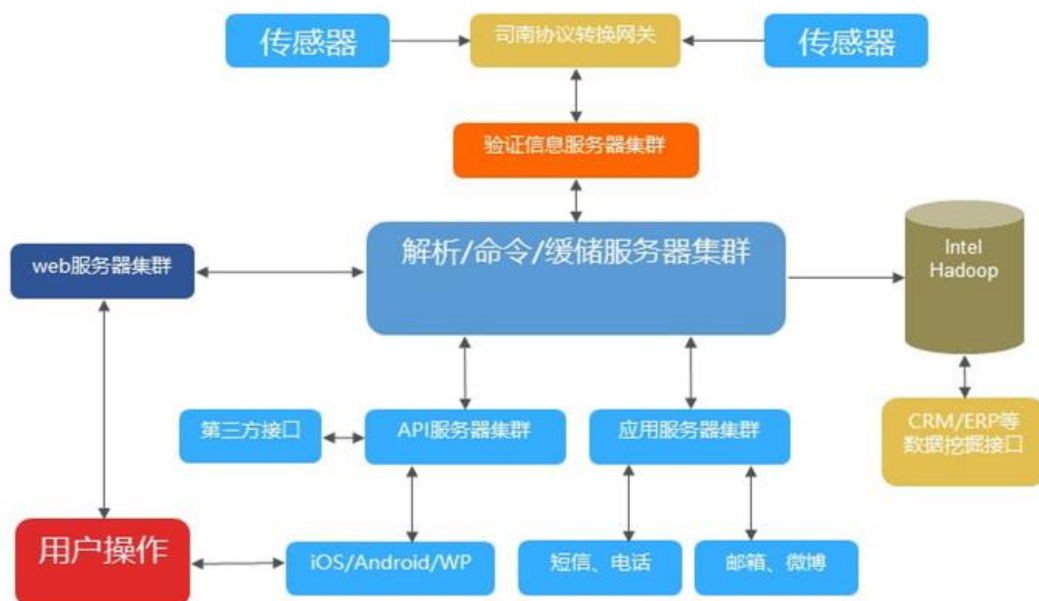 传感器
司南协议转换网关
传感器
验证信息服务器集群
解析/命令/缓储服务器集群
web服务器集群
Intel
Hadoop
第三方接口
API服务器集群
应用服务器集群
CRM/ERP等
数据挖掘接口
用户操作
iOS/Android/WP
短信、电话
邮箱、微博